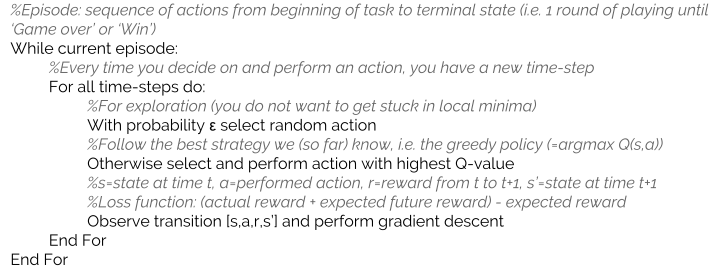 %Episode: sequence of actions from beginning of task to terminal state (i.e. 1 round of playing until
'Game over' or 'Win')
While current episode:
%Every time you decide on and perform an action, you have a new time-step
For all time-steps do:
%For exploration (you do not want to get stuck in local minima)
With probability ε select random action
%Follow the best strategy we (so far) know, i.e. the greedy policy (=argmax Q(s,a))
Otherwise select and perform action with highest Q-value
%s=state at time t, a=performed action, r=reward from t to t+1, s'=state at time t+1
%Loss function: (actual reward + expected future reward) - expected reward
Observe transition [s,a,r,s'] and perform gradient descent
End For
End For